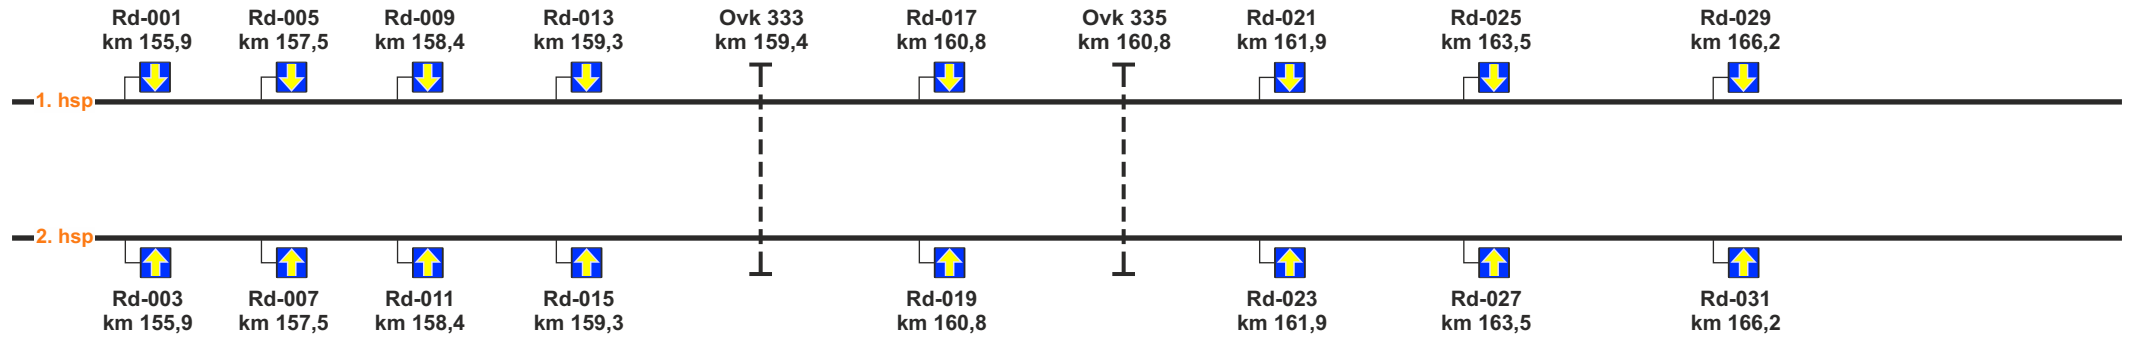 Rd-001 Rd-005 Rd-009 Rd-013 Ovk 333 Rd-017 Ovk 335 Rd-021 Rd-025 Rd-029
km 155,9 km 157,5 km 158,4 km 159,3 km 159,4 km 160,8 km 160,8 km 161,9 km 163,5 km 166,2
1. hsp
2. hsp
Rd-003 Rd-007 Rd-011 Rd-015 Rd-019 Rd-023 Rd-027 Rd-031
km 155,9 km 157,5 km 158,4 km 159,3 km 160,8 km 161,9 km 163,5 km 166,2